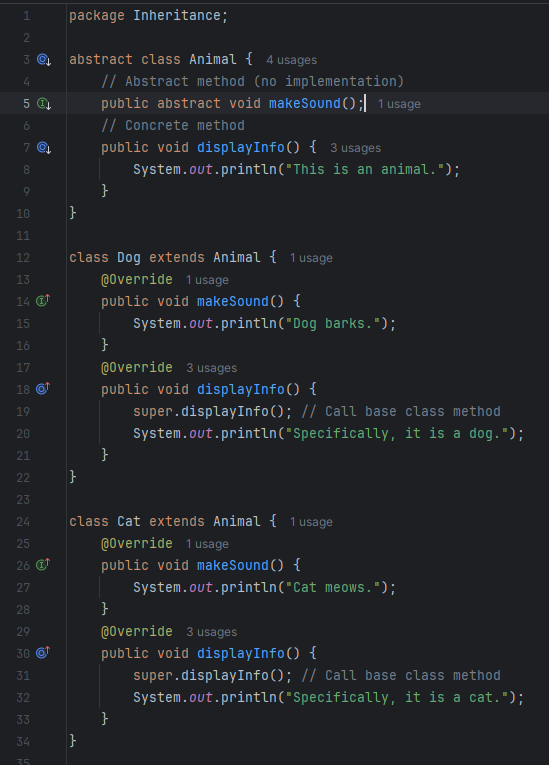 1 package Inheritance;
2
3 abstract class Animal { 4 usages
4     // Abstract method (no implementation)
5     public abstract void makeSound(); 1 usage
6     // Concrete method
7     public void displayInfo() { 3 usages
8         System.out.println("This is an animal.");
9     }
10 }
11
12 class Dog extends Animal { 1 usage
13     @Override 1 usage
14     public void makeSound() {
15         System.out.println("Dog barks.");
16     }
17     @Override 3 usages
18     public void displayInfo() {
19         super.displayInfo(); // Call base class method
20         System.out.println("Specifically, it is a dog.");
21     }
22 }
23
24 class Cat extends Animal { 1 usage
25     @Override 1 usage
26     public void makeSound() {
27         System.out.println("Cat meows.");
28     }
29     @Override 3 usages
30     public void displayInfo() {
31         super.displayInfo(); // Call base class method
32         System.out.println("Specifically, it is a cat.");
33     }
34 }
35